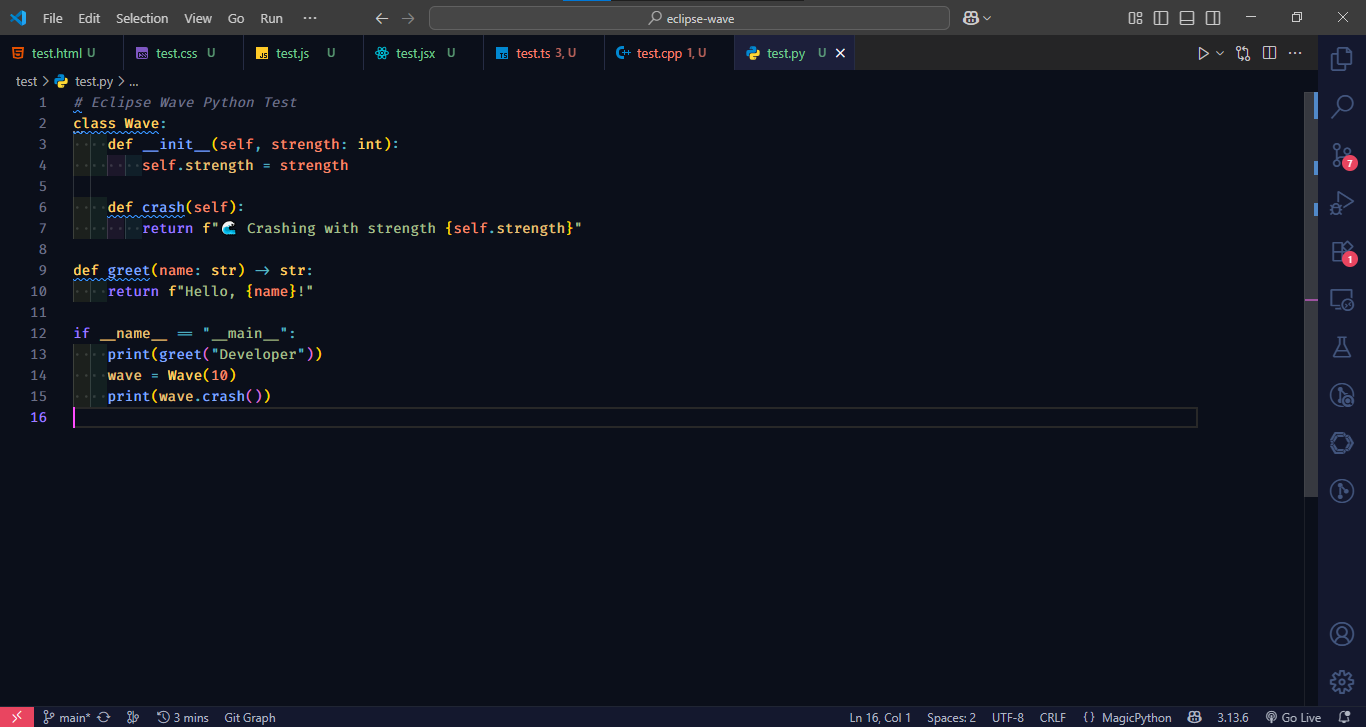 File Edit Selection View Go Run ··· eclipse-wave
test.html U test.css U test.js U test.jsx U test.ts 3, U test.cpp 1, U test.py U
test > test.py > ...
1 # Eclipse Wave Python Test
2 class Wave:
3 def __init__(self, strength: int):
4 self.strength = strength
5
6 def crash(self):
7 return f"🌊 Crashing with strength {self.strength}"
8
9 def greet(name: str) -> str:
10 return f"Hello, {name}!"
11
12 if __name__ == "__main__":
13 print(greet("Developer"))
14 wave = Wave(10)
15 print(wave.crash())
16
7
1
main* 3 mins Git Graph Ln 16, Col 1 Spaces: 2 UTF-8 CRLF {} MagicPython 3.13.6 Go Live